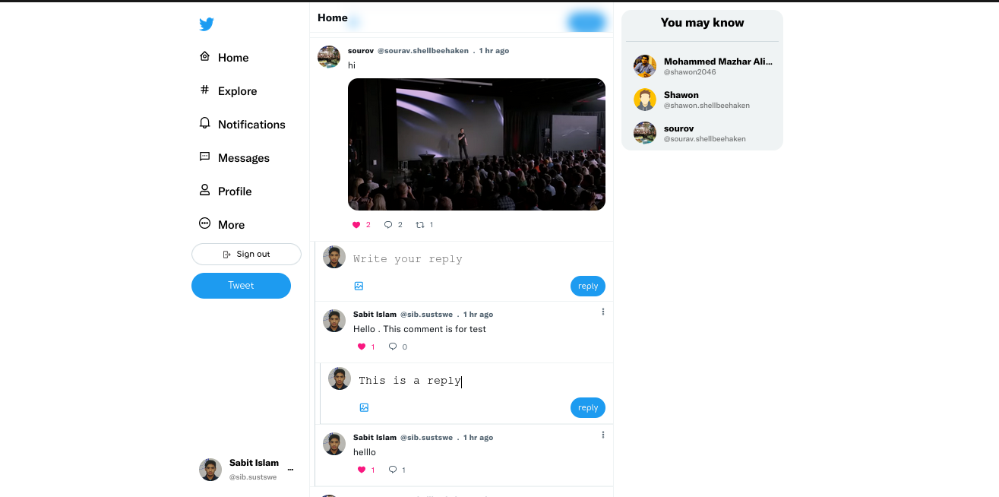 Home
Explore
Notifications
Messages
Profile
More
Sign out
Tweet
Sabit Islam
@sib.sustswe
Home
sourov @sourav.shellbeehaken . 1 hr ago
hi
2 2 1
Write your reply
reply
Sabit Islam @sib.sustswe . 1 hr ago
Hello . This comment is for test
1 0
This is a reply
reply
Sabit Islam @sib.sustswe . 1 hr ago
helllo
1 1
You may know
Mohammed Mazhar Ali...
@shawon2046
Shawon
@shawon.shellbeehaken
sourov
@sourav.shellbeehaken